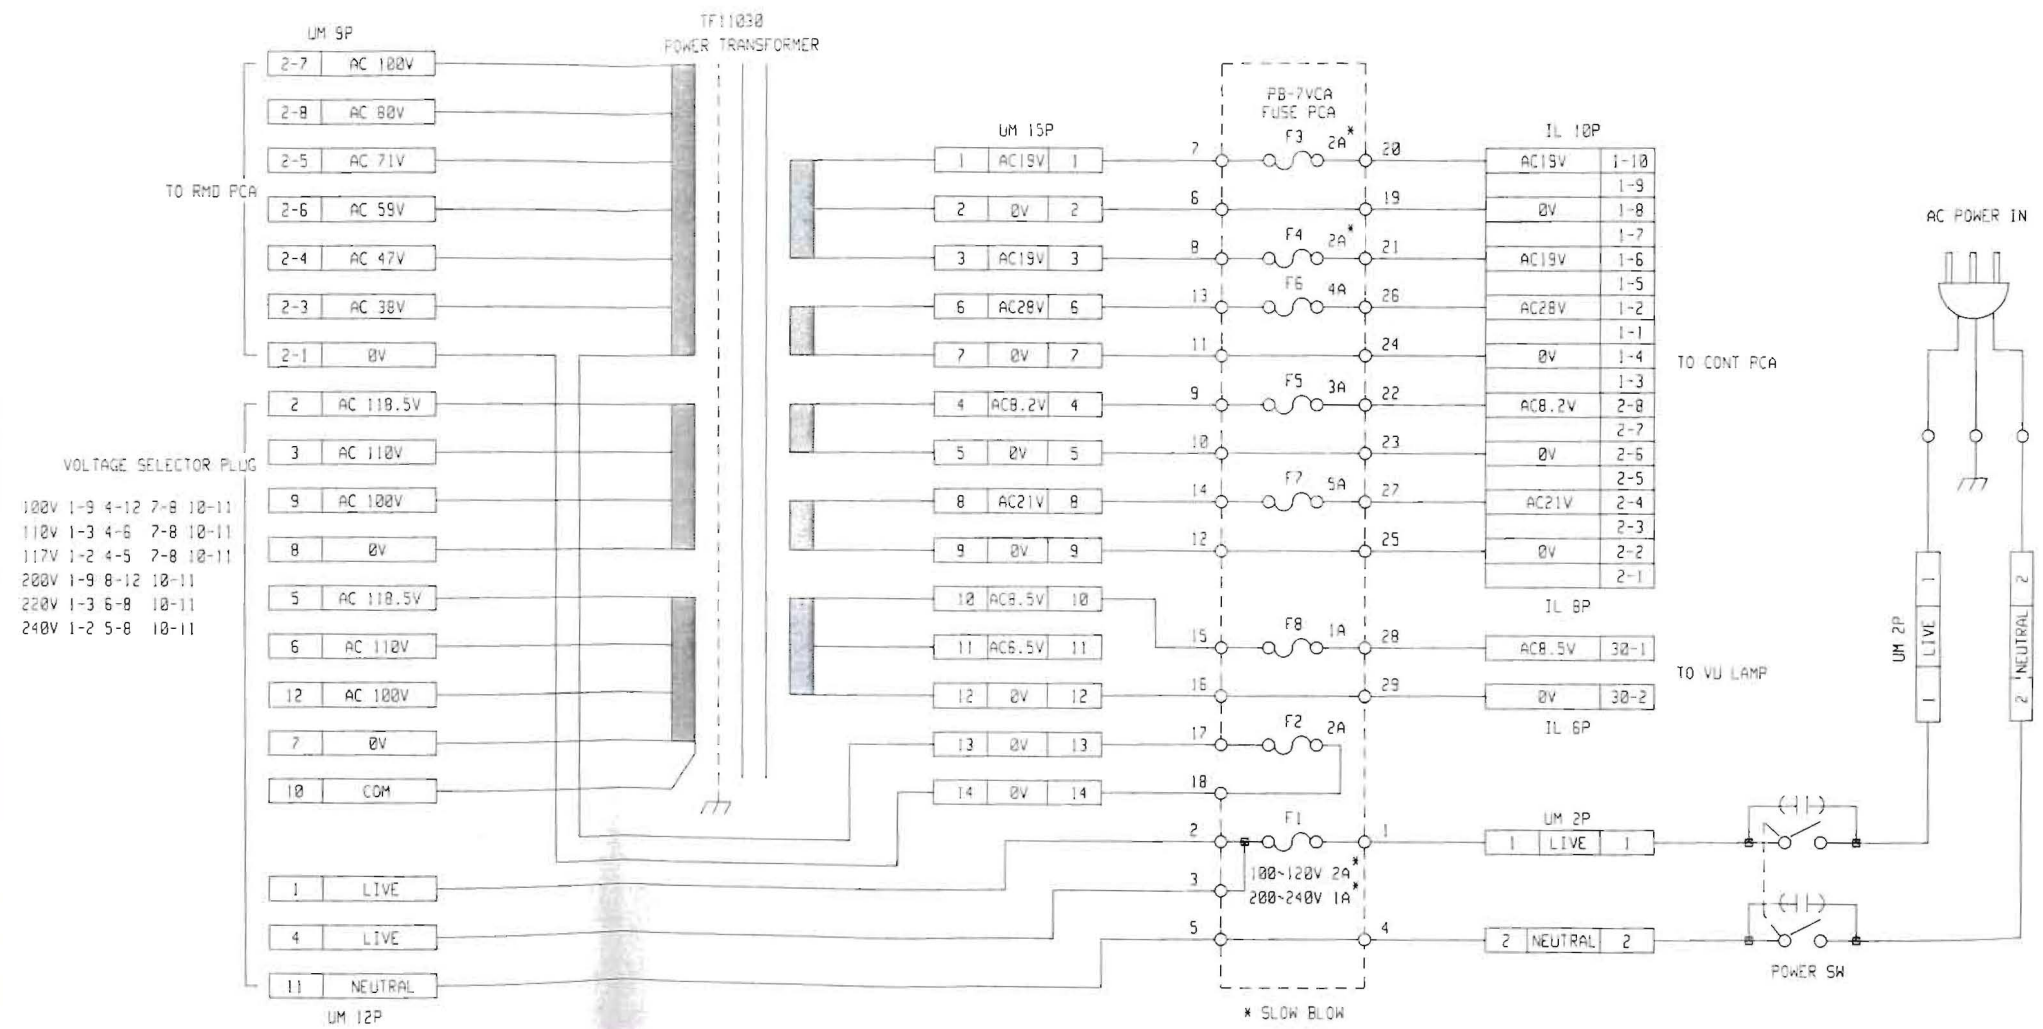 UM 9P
2-7 AC 100V
2-8 AC 80V
2-5 AC 71V
2-6 AC 59V
2-4 AC 47V
2-3 AC 38V
2-1 0V
TO RMD PCA
2 AC 118.5V
3 AC 110V
9 AC 100V
8 0V
5 AC 118.5V
6 AC 110V
12 AC 100V
7 0V
10 COM
1 LIVE
4 LIVE
11 NEUTRAL
UM 12P
VOLTAGE SELECTOR PLUG
100V 1-9 4-12 7-8 10-11
110V 1-3 4-6 7-8 10-11
117V 1-2 4-5 7-8 10-11
200V 1-9 8-12 10-11
220V 1-3 6-8 10-11
240V 1-2 5-8 10-11
TF11030
POWER TRANSFORMER
UM 15P
1 AC19V 1
2 0V 2
3 AC19V 3
6 AC28V 6
7 0V 7
4 AC8.2V 4
5 0V 5
8 AC21V 8
9 0V 9
10 AC8.5V 10
11 AC6.5V 11
12 0V 12
13 0V 13
14 0V 14
PB-7VCA
FUSE PCA
7 F3 2A* 20
6 19
8 F4 2A* 21
13 F6 4A 26
11 24
9 F5 3A 22
10 23
14 F7 5A 27
12 25
15 F8 1A 28
16 29
17 F2 2A
18
2 F1 1
100~120V 2A*
3 200~240V 1A*
5 4
* SLOW BLOW
IL 10P
AC19V 1-10
1-9
0V 1-8
1-7
AC19V 1-6
1-5
AC28V 1-2
1-1
0V 1-4
1-3
AC8.2V 2-8
2-7
0V 2-6
2-5
AC21V 2-4
2-3
0V 2-2
2-1
IL 8P
TO CONT PCA
AC8.5V 30-1
0V 30-2
IL 6P
TO VU LAMP
UM 2P
1 LIVE 1
2 NEUTRAL 2
POWER SW
AC POWER IN
UM 2P
1 LIVE 1
2 NEUTRAL 2